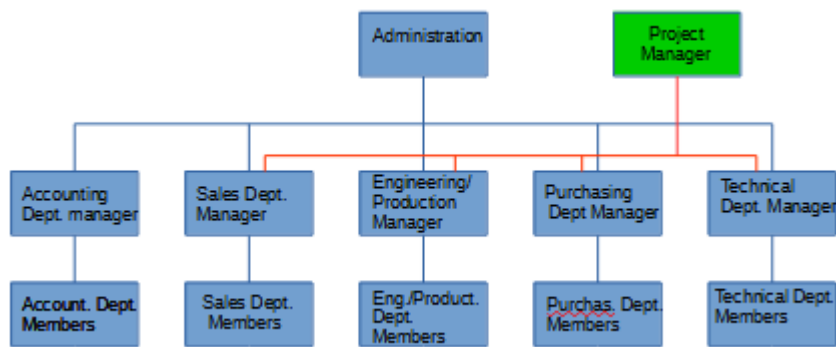 Administration
Project
Manager
Accounting
Dept. manager
Sales Dept.
Manager
Engineering/
Production
Manager
Purchasing
Dept Manager
Technical
Dept. Manager
Account. Dept.
Members
Sales Dept.
Members
Eng./Product.
Dept.
Members
Purchas. Dept.
Members
Technical Dept.
Members